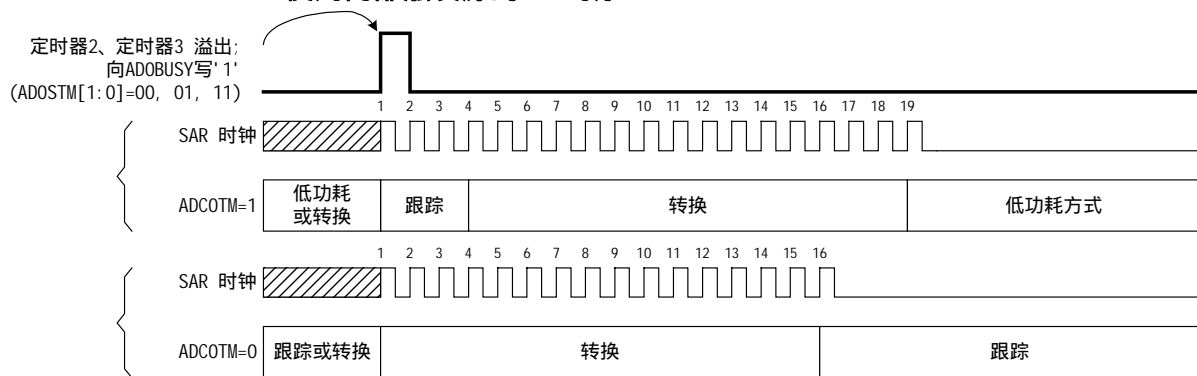 定时器2、定时器3 溢出;
向ADOBUSY写'1'
(ADOSTM[1:0]=00, 01, 11)
1 2 3 4 5 6 7 8 9 10 11 12 13 14 15 16 17 18 19
SAR 时钟
ADCOTM=1
低功耗
或转换
跟踪
转换
低功耗方式
1 2 3 4 5 6 7 8 9 10 11 12 13 14 15 16
SAR 时钟
ADCOTM=0
跟踪或转换
转换
跟踪